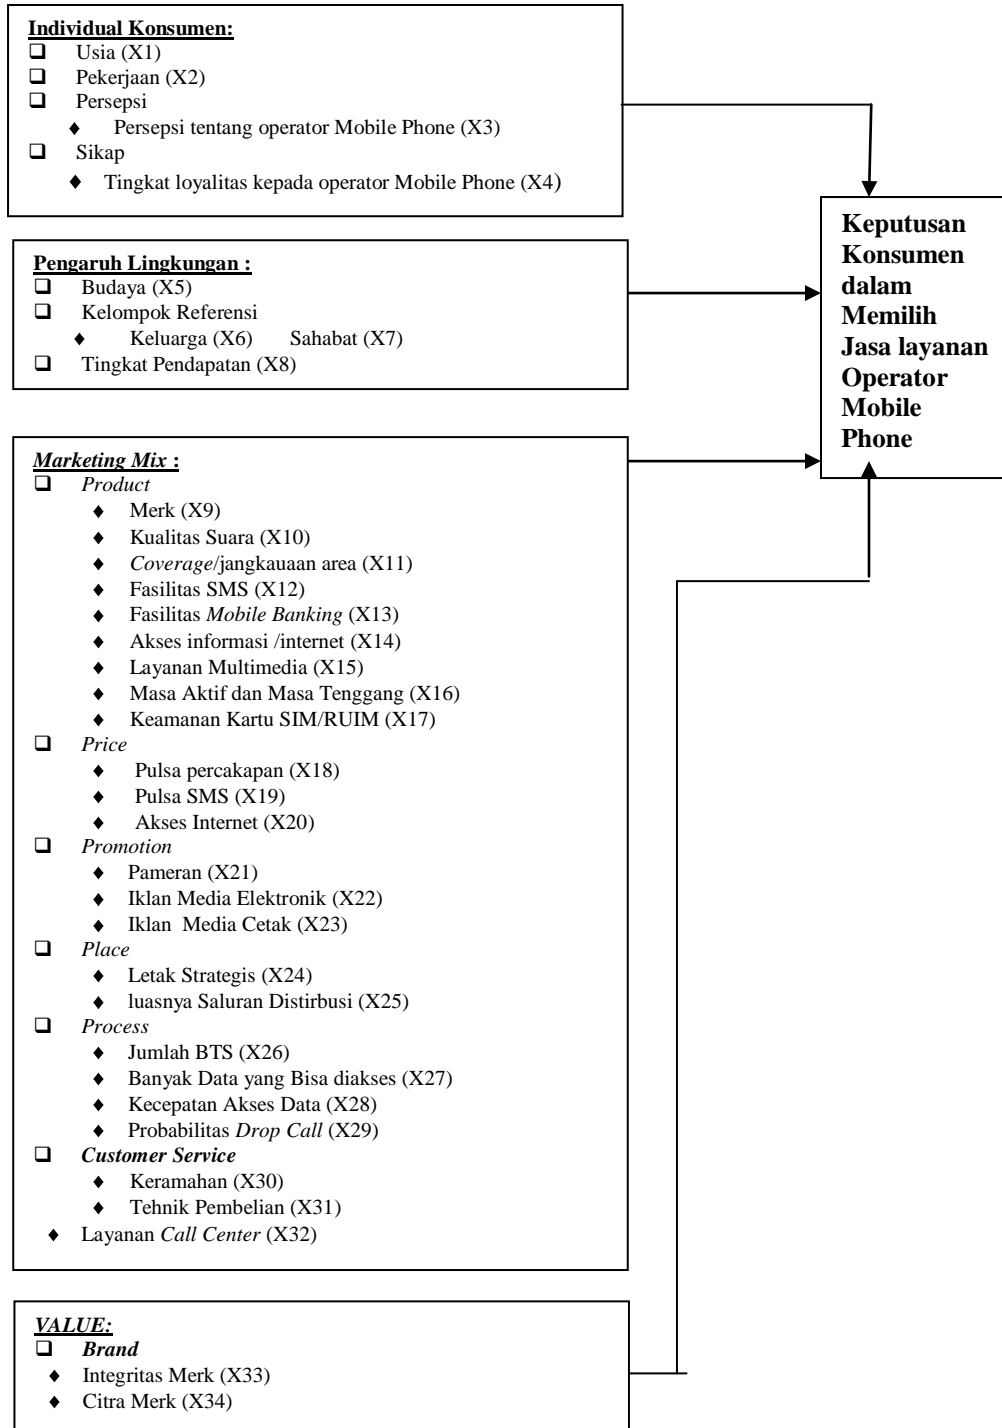 Individual Konsumen:
Usia (X1)
Pekerjaan (X2)
Persepsi
Persepsi tentang operator Mobile Phone (X3)
Sikap
Tingkat loyalitas kepada operator Mobile Phone (X4)
Pengaruh Lingkungan :
Budaya (X5)
Kelompok Referensi
Keluarga (X6) Sahabat (X7)
Tingkat Pendapatan (X8)
Marketing Mix :
Product
Merk (X9)
Kualitas Suara (X10)
Coverage/jangkauaan area (X11)
Fasilitas SMS (X12)
Fasilitas Mobile Banking (X13)
Akses informasi /internet (X14)
Layanan Multimedia (X15)
Masa Aktif dan Masa Tenggang (X16)
Keamanan Kartu SIM/RUIM (X17)
Price
Pulsa percakapan (X18)
Pulsa SMS (X19)
Akses Internet (X20)
Promotion
Pameran (X21)
Iklan Media Elektronik (X22)
Iklan Media Cetak (X23)
Place
Letak Strategis (X24)
luasnya Saluran Distirbusi (X25)
Process
Jumlah BTS (X26)
Banyak Data yang Bisa diakses (X27)
Kecepatan Akses Data (X28)
Probabilitas Drop Call (X29)
Customer Service
Keramahan (X30)
Tehnik Pembelian (X31)
Layanan Call Center (X32)
VALUE:
Brand
Integritas Merk (X33)
Citra Merk (X34)
Keputusan
Konsumen
dalam
Memilih
Jasa layanan
Operator
Mobile
Phone